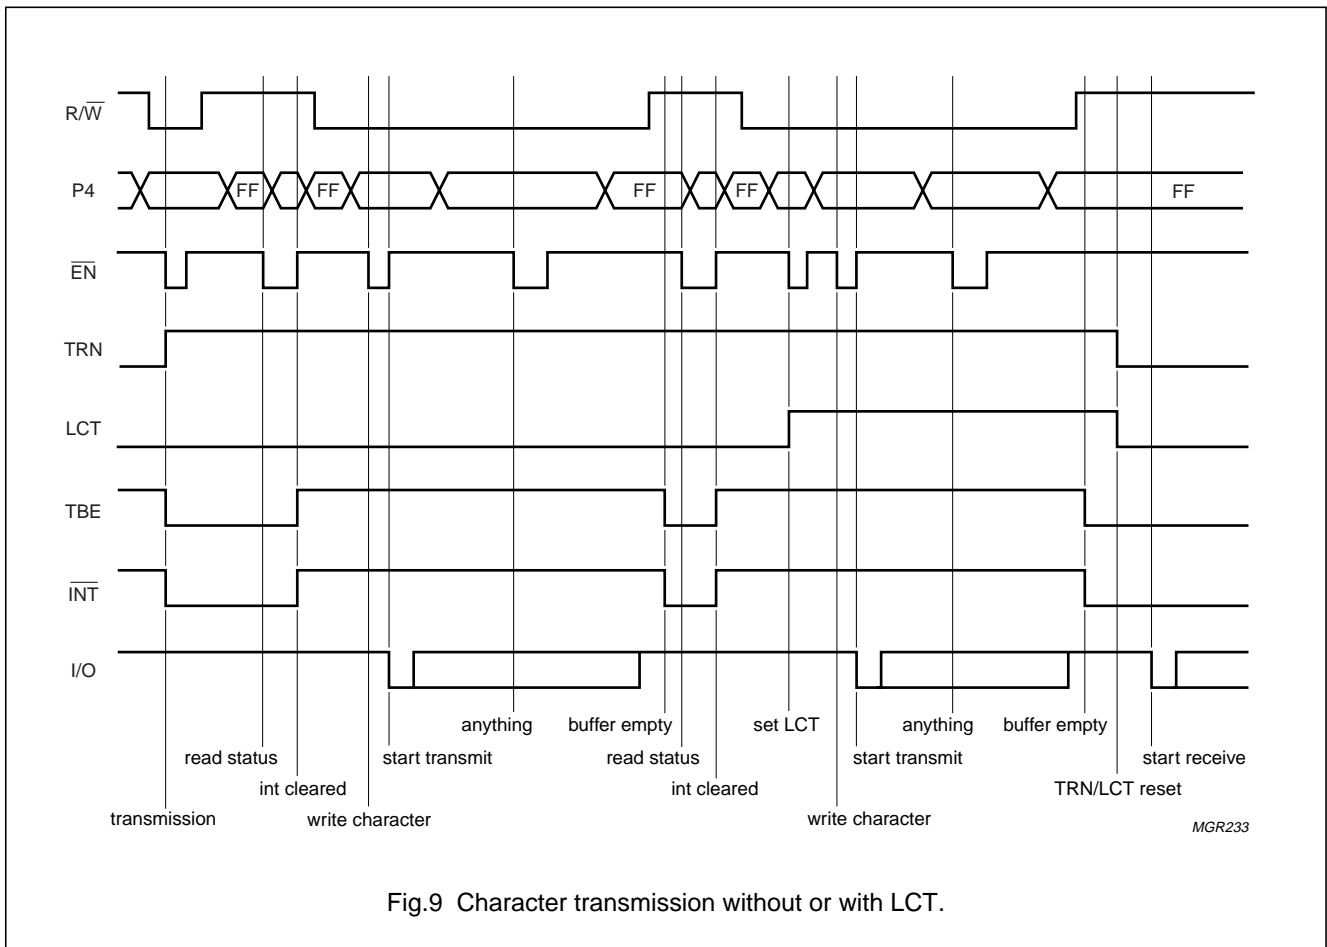 R/W̅
P4 FF FF FF FF FF
E̅N̅
TRN
LCT
TBE
I̅N̅T̅
I/O
anything buffer empty set LCT anything buffer empty
read status start transmit read status start transmit start receive
int cleared int cleared TRN/LCT reset
transmission write character write character
MGR233
Fig.9 Character transmission without or with LCT.